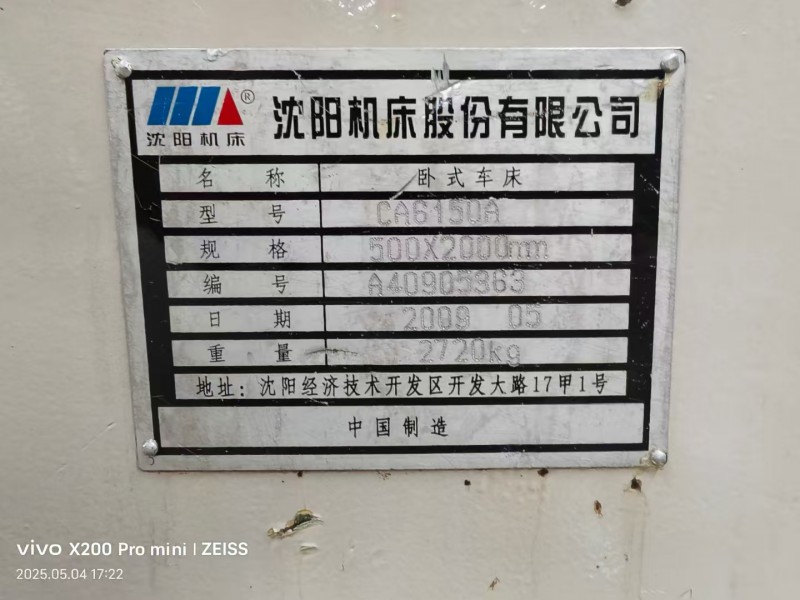 沈阳机床® 沈阳机床股份有限公司
名 称 卧式车床
型 号 CA6150A
规 格 500X2000mm
编 号 A40905363
日 期 2009 05
重 量 2720kg
地址：沈阳经济技术开发区开发大路17甲1号
中国制造
vivo X200 Pro mini | ZEISS
2025.05.04 17:22